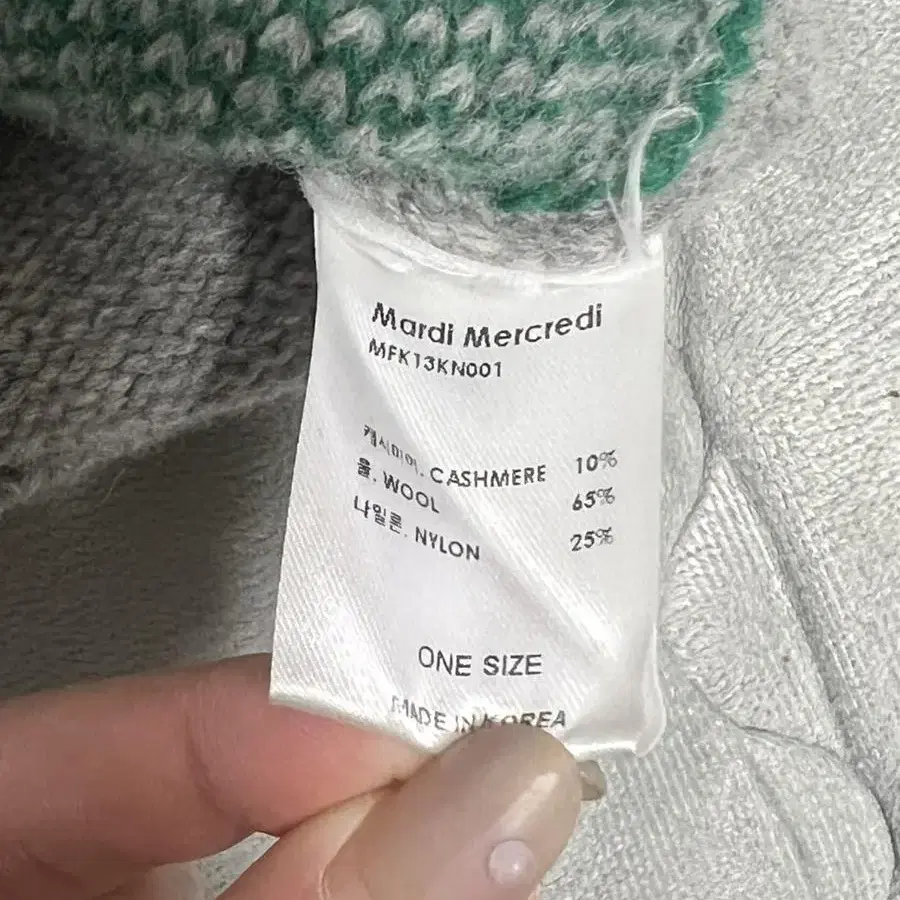 Mardi Mercredi
MFK13KN001
캐시미어. CASHMERE 10%
울. WOOL 65%
나일론. NYLON 25%
ONE SIZE
MADE IN KOREA